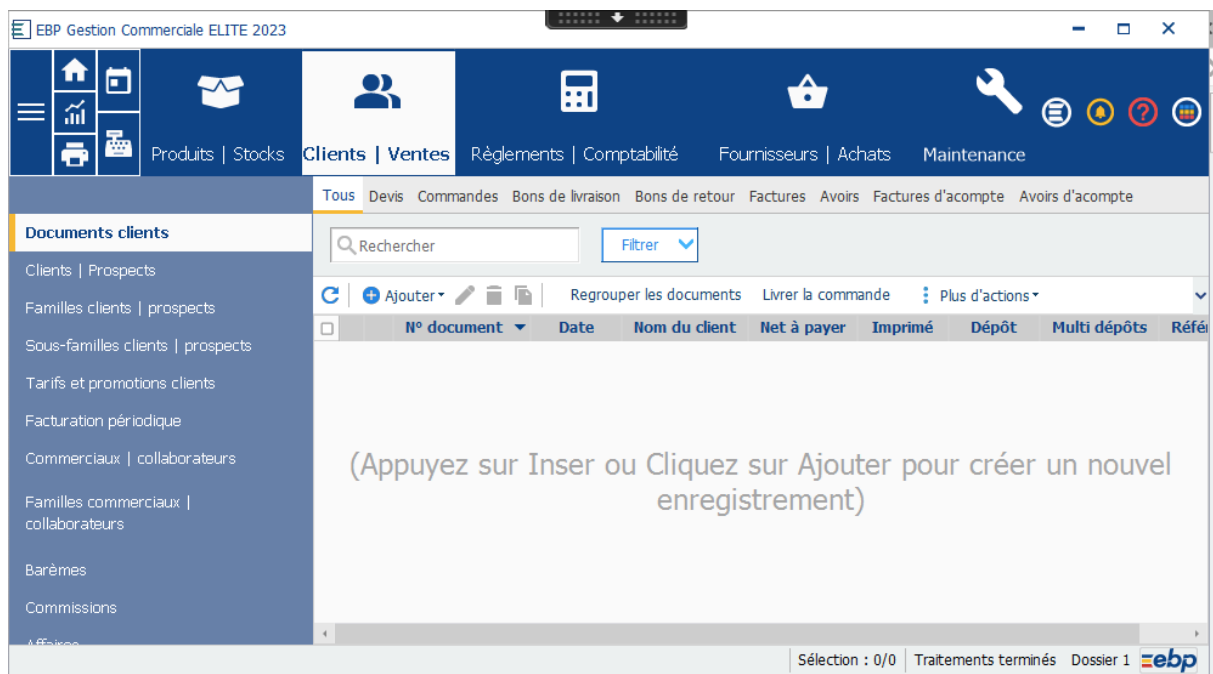 EBP Gestion Commerciale ELITE 2023
Produits | Stocks
Clients | Ventes
Règlements | Comptabilité
Fournisseurs | Achats
Maintenance
Tous Devis Commandes Bons de livraison Bons de retour Factures Avoirs Factures d'acompte Avoirs d'acompte
Documents clients
Clients | Prospects
Familles clients | prospects
Sous-familles clients | prospects
Tarifs et promotions clients
Facturation périodique
Commerciaux | collaborateurs
Familles commerciaux |
collaborateurs
Barèmes
Commissions
Affaires
Rechercher
Filtrer
Ajouter Regrouper les documents Livrer la commande Plus d'actions
N° document Date Nom du client Net à payer Imprimé Dépôt Multi dépôts Référ
(Appuyez sur Inser ou Cliquez sur Ajouter pour créer un nouvel
enregistrement)
Sélection : 0/0 Traitements terminés Dossier 1 ebp